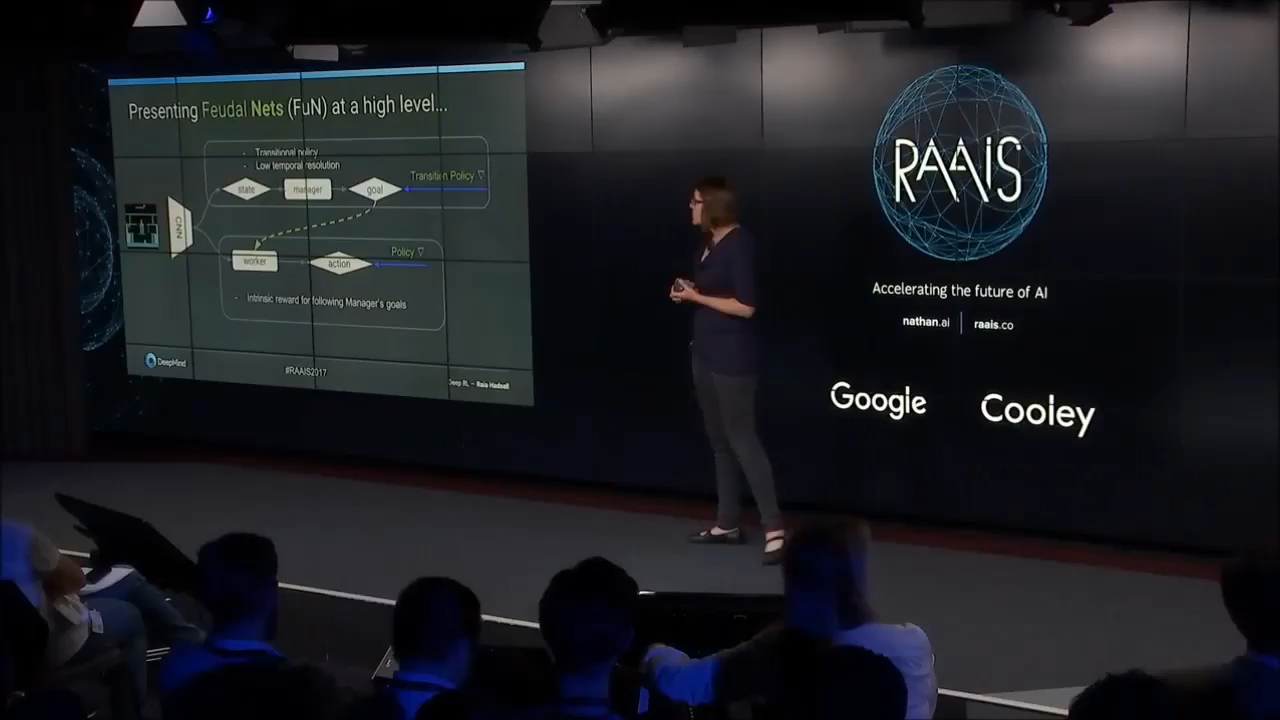 Presenting Feudal Nets (FuN) at a high level...
- Transitional policy
- Low temporal resolution
Transition Policy ∇
state
manager
goal
CNN
Policy ∇
worker
action
- Intrinsic reward for following Manager's goals
DeepMind
#RAAIS2017
Deep RL – Raia Hadsell
RAAIS
Accelerating the future of AI
nathan.ai | raais.co
Google
Cooley